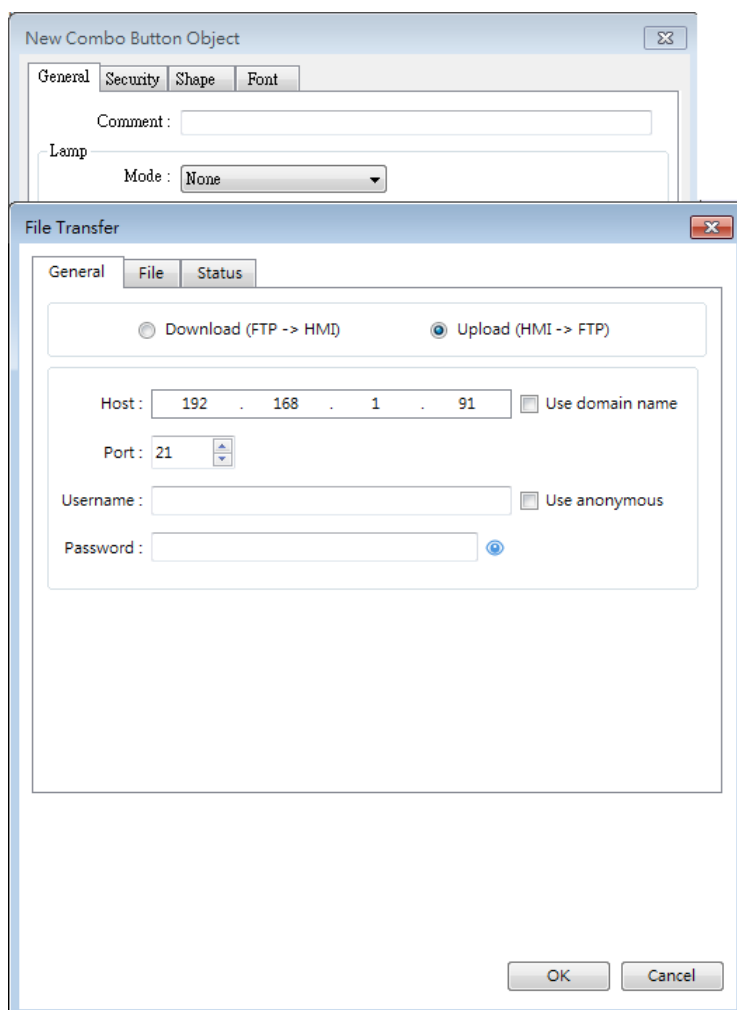 New Combo Button Object
General Security Shape Font
Comment :
Lamp
Mode : None
File Transfer
General File Status
Download (FTP -> HMI) Upload (HMI -> FTP)
Host : 192 . 168 . 1 . 91 Use domain name
Port : 21
Username : Use anonymous
Password :
OK Cancel